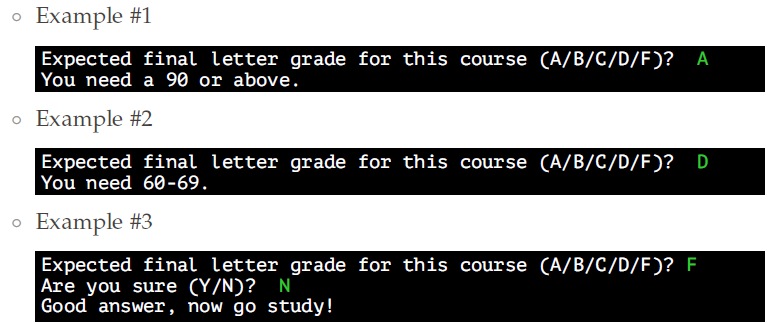 Example #1
Expected final letter grade for this course (A/B/C/D/F)?  A
You need a 90 or above.
Example #2
Expected final letter grade for this course (A/B/C/D/F)?  D
You need 60-69.
Example #3
Expected final letter grade for this course (A/B/C/D/F)? F
Are you sure (Y/N)?  N
Good answer, now go study!